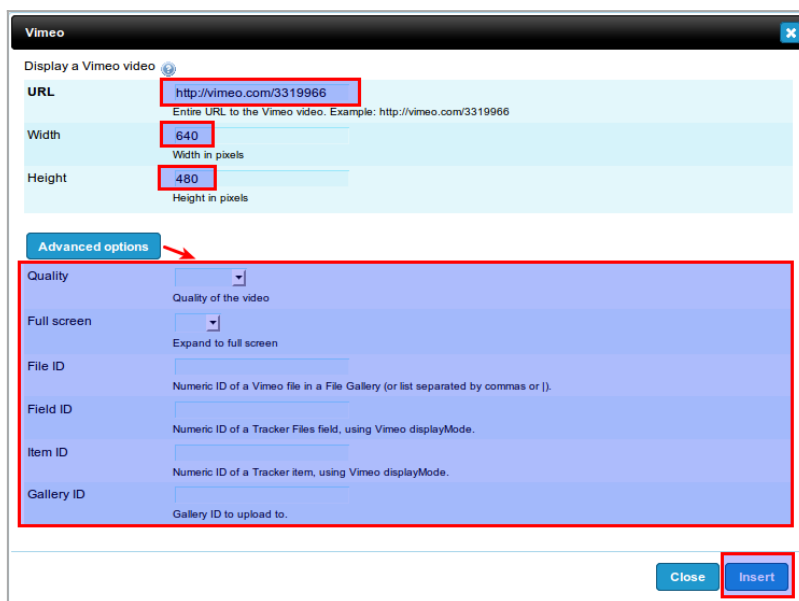 Vimeo
Display a Vimeo video
URL
http://vimeo.com/3319966
Entire URL to the Vimeo video. Example: http://vimeo.com/3319966
Width
640
Width in pixels
Height
480
Height in pixels
Advanced options
Quality
Quality of the video
Full screen
Expand to full screen
File ID
Numeric ID of a Vimeo file in a File Gallery (or list separated by commas or |).
Field ID
Numeric ID of a Tracker Files field, using Vimeo displayMode.
Item ID
Numeric ID of a Tracker item, using Vimeo displayMode.
Gallery ID
Gallery ID to upload to.
Close Insert